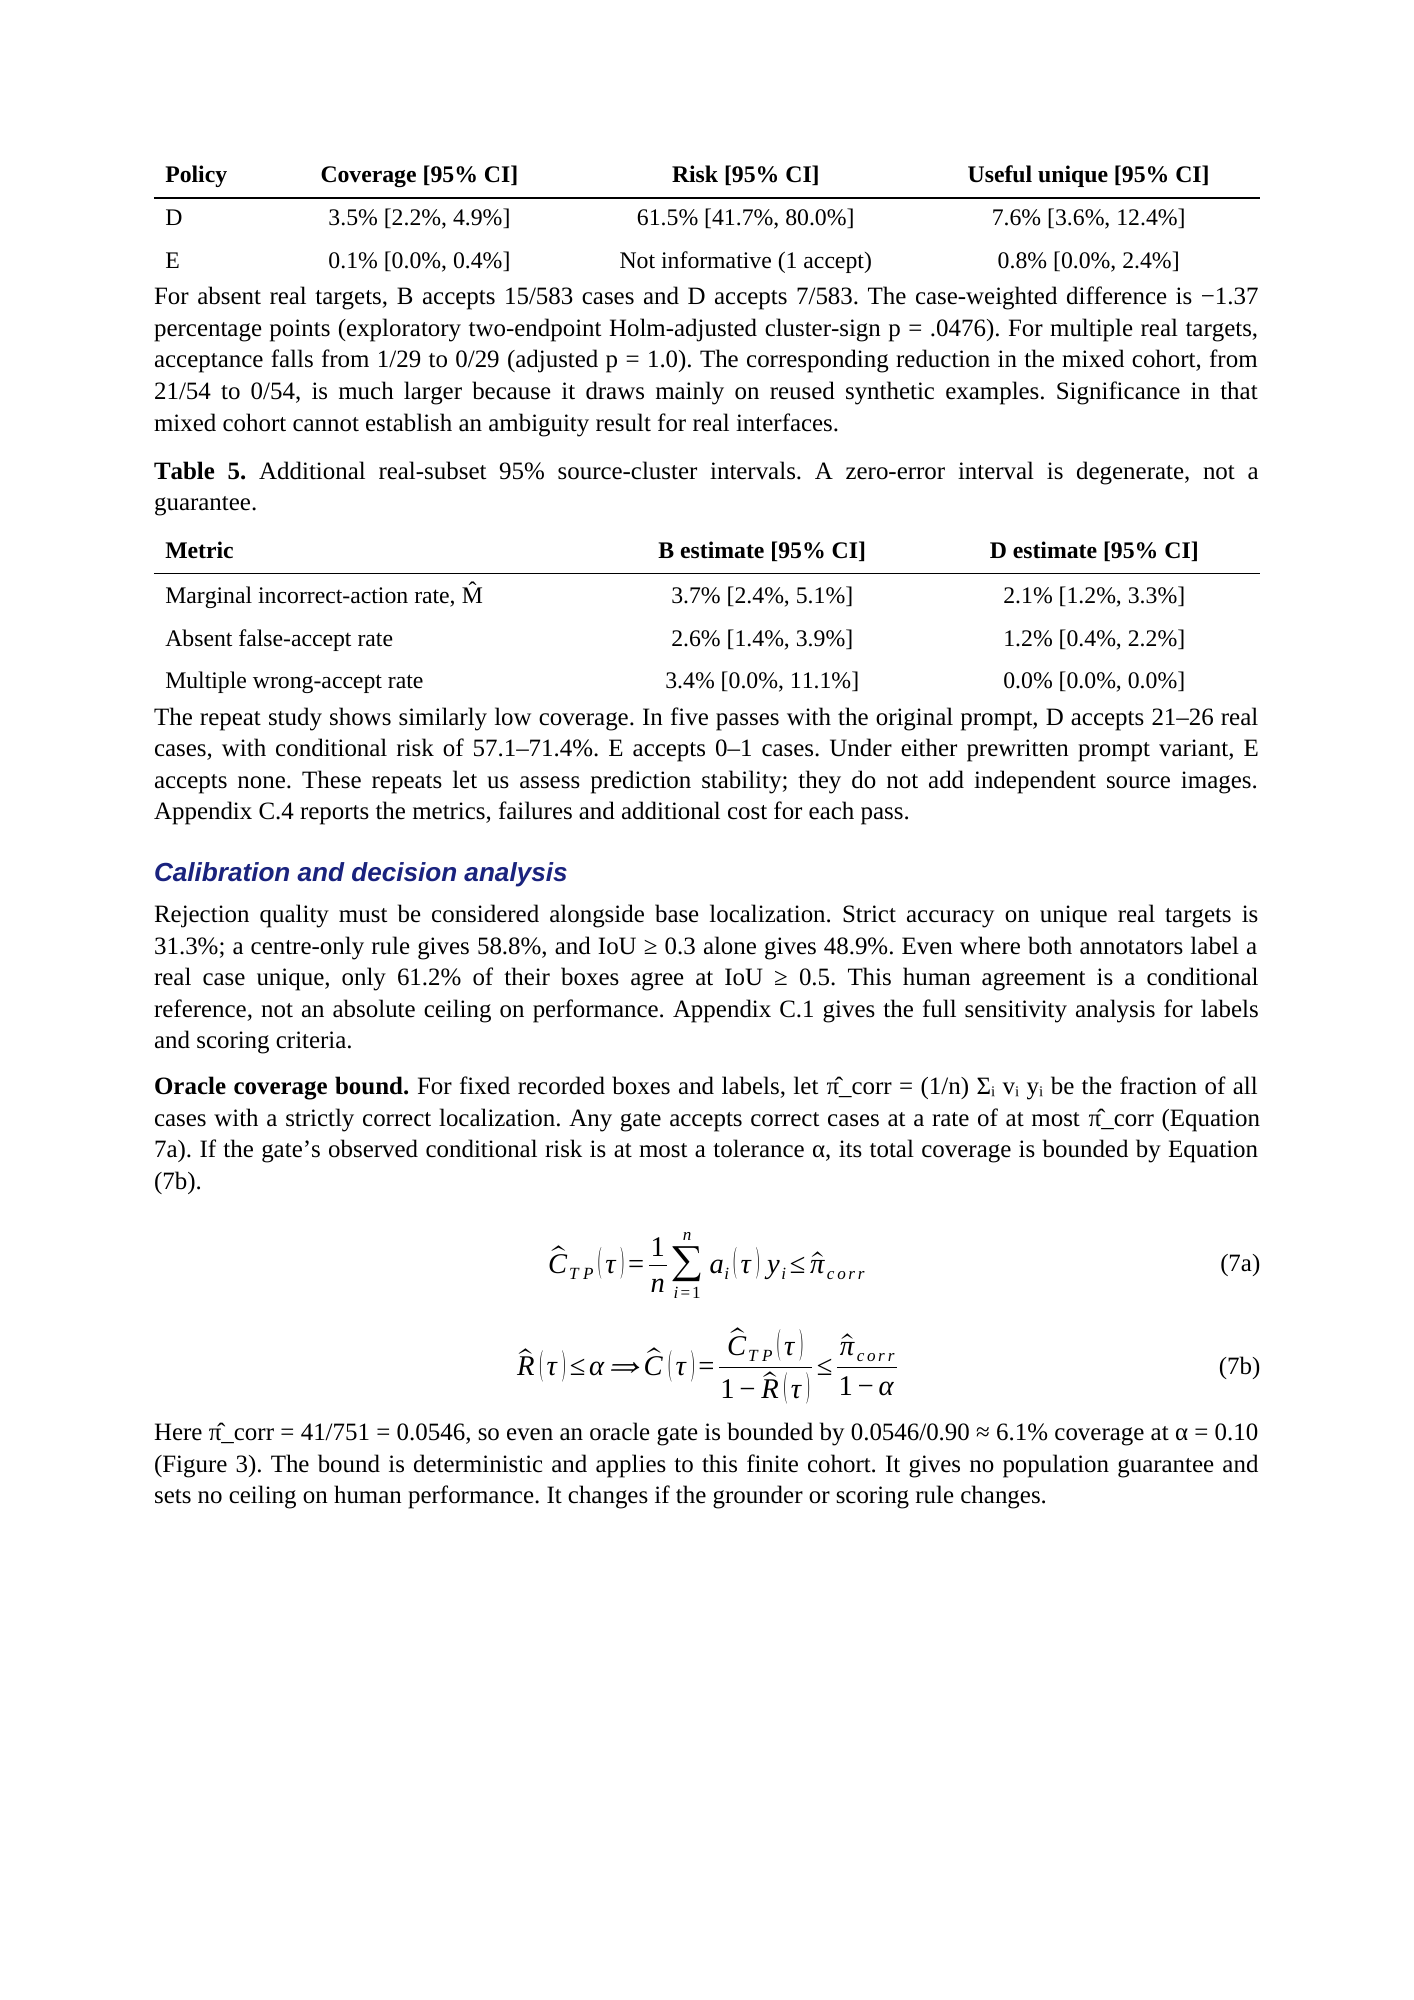 Policy Coverage [95% CI] Risk [95% CI] Useful unique [95% CI]
D 3.5% [2.2%, 4.9%] 61.5% [41.7%, 80.0%] 7.6% [3.6%, 12.4%]
E 0.1% [0.0%, 0.4%] Not informative (1 accept) 0.8% [0.0%, 2.4%]
For absent real targets, B accepts 15/583 cases and D accepts 7/583. The case-weighted difference is −1.37
percentage points (exploratory two-endpoint Holm-adjusted cluster-sign p = .0476). For multiple real targets,
acceptance falls from 1/29 to 0/29 (adjusted p = 1.0). The corresponding reduction in the mixed cohort, from
21/54 to 0/54, is much larger because it draws mainly on reused synthetic examples. Significance in that
mixed cohort cannot establish an ambiguity result for real interfaces.
Table 5. Additional real-subset 95% source-cluster intervals. A zero-error interval is degenerate, not a
guarantee.
Metric B estimate [95% CI] D estimate [95% CI]
Marginal incorrect-action rate, M̂ 3.7% [2.4%, 5.1%] 2.1% [1.2%, 3.3%]
Absent false-accept rate 2.6% [1.4%, 3.9%] 1.2% [0.4%, 2.2%]
Multiple wrong-accept rate 3.4% [0.0%, 11.1%] 0.0% [0.0%, 0.0%]
The repeat study shows similarly low coverage. In five passes with the original prompt, D accepts 21–26 real
cases, with conditional risk of 57.1–71.4%. E accepts 0–1 cases. Under either prewritten prompt variant, E
accepts none. These repeats let us assess prediction stability; they do not add independent source images.
Appendix C.4 reports the metrics, failures and additional cost for each pass.
Calibration and decision analysis
Rejection quality must be considered alongside base localization. Strict accuracy on unique real targets is
31.3%; a centre-only rule gives 58.8%, and IoU ≥ 0.3 alone gives 48.9%. Even where both annotators label a
real case unique, only 61.2% of their boxes agree at IoU ≥ 0.5. This human agreement is a conditional
reference, not an absolute ceiling on performance. Appendix C.1 gives the full sensitivity analysis for labels
and scoring criteria.
Oracle coverage bound. For fixed recorded boxes and labels, let π̂_corr = (1/n) Σᵢ vᵢ yᵢ be the fraction of all
cases with a strictly correct localization. Any gate accepts correct cases at a rate of at most π̂_corr (Equation
7a). If the gate’s observed conditional risk is at most a tolerance α, its total coverage is bounded by Equation
(7b).
Ĉ_TP(τ) = 1/n ∑_{i=1}^{n} a_i(τ) y_i ≤ π̂_corr (7a)
R̂(τ) ≤ α ⟹ Ĉ(τ) = Ĉ_TP(τ)/(1 − R̂(τ)) ≤ π̂_corr/(1 − α) (7b)
Here π̂_corr = 41/751 = 0.0546, so even an oracle gate is bounded by 0.0546/0.90 ≈ 6.1% coverage at α = 0.10
(Figure 3). The bound is deterministic and applies to this finite cohort. It gives no population guarantee and
sets no ceiling on human performance. It changes if the grounder or scoring rule changes.